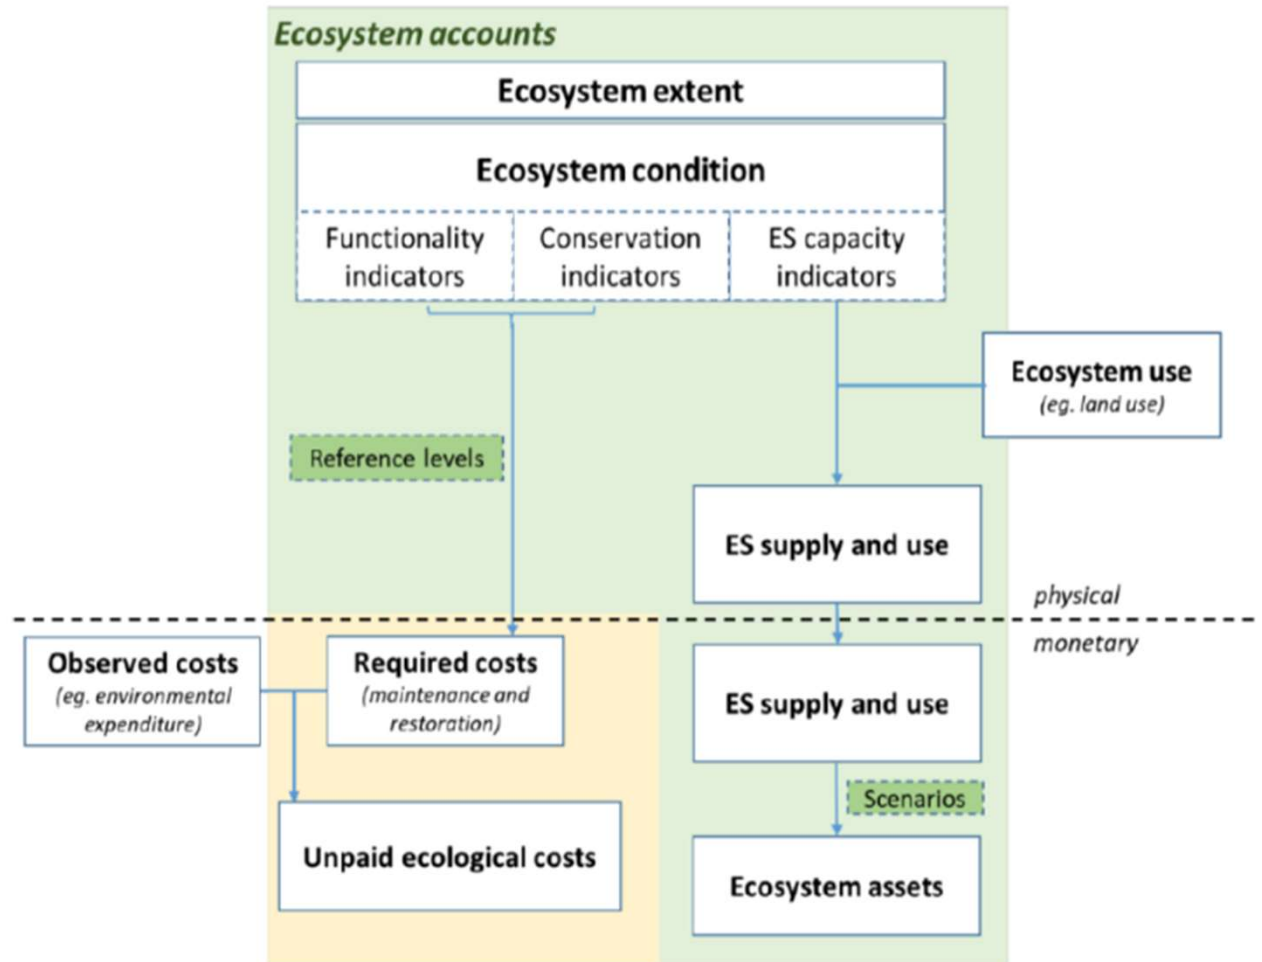 Ecosystem accounts
Ecosystem extent
Ecosystem condition
Functionality
indicators
Conservation
indicators
ES capacity
indicators
Ecosystem use
(eg. land use)
Reference levels
ES supply and use
physical
monetary
Observed costs
(eg. environmental
expenditure)
Required costs
(maintenance and
restoration)
ES supply and use
Scenarios
Unpaid ecological costs
Ecosystem assets